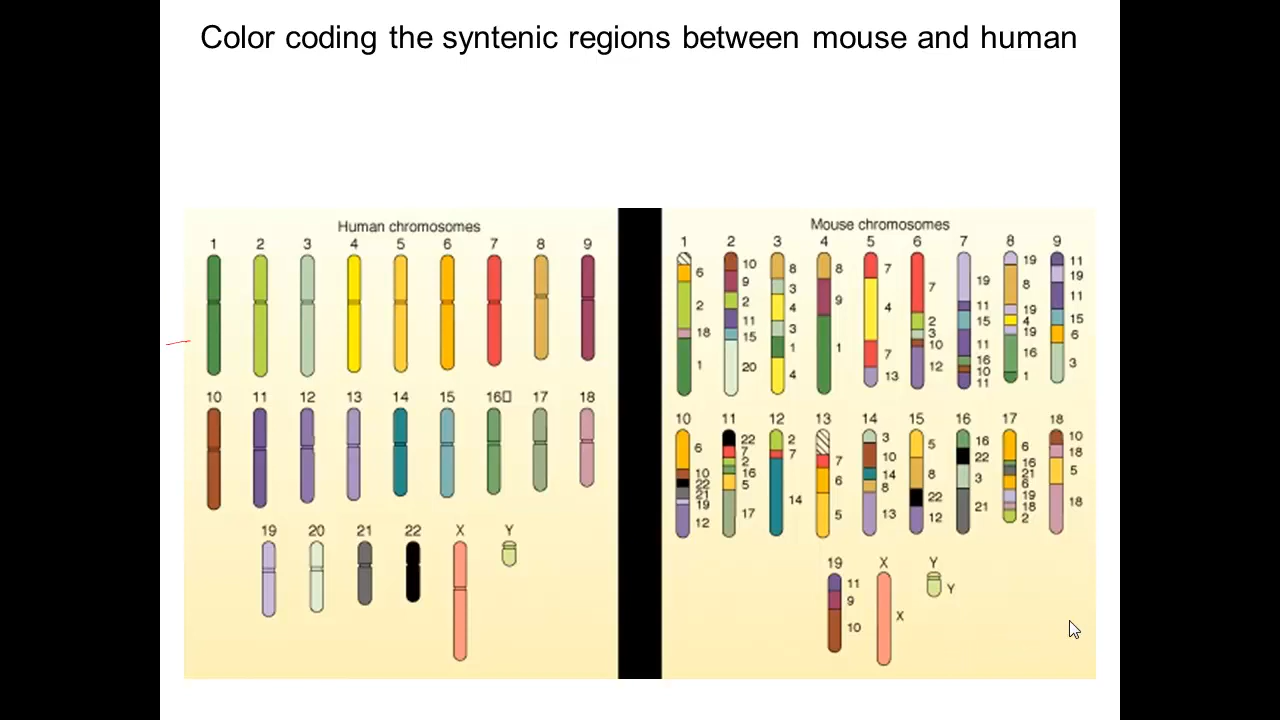 Color coding the syntenic regions between mouse and human
Human chromosomes
1 2 3 4 5 6 7 8 9
10 11 12 13 14 15 16□ 17 18
19 20 21 22 X Y
Mouse chromosomes
1 2 3 4 5 6 7 8 9
6 2 18 1
10 9 2 11 15 20
8 3 4 3 1 4
8 9 1
7 4 7 13
7 2 3 10 12
19 11 15 11 16 10 11
19 8 19 4 19 16 1
11 19 11 15 6 3
10 11 12 13 14 15 16 17 18
6 10 22 21 19 12
22 7 2 16 5 17
2 7 14
7 6 5
3 10 14 8 13
5 8 22 12
16 22 3 21
6 16 21 6 19 18 2
10 18 5 18
19 X Y
11 9 10
X
Y